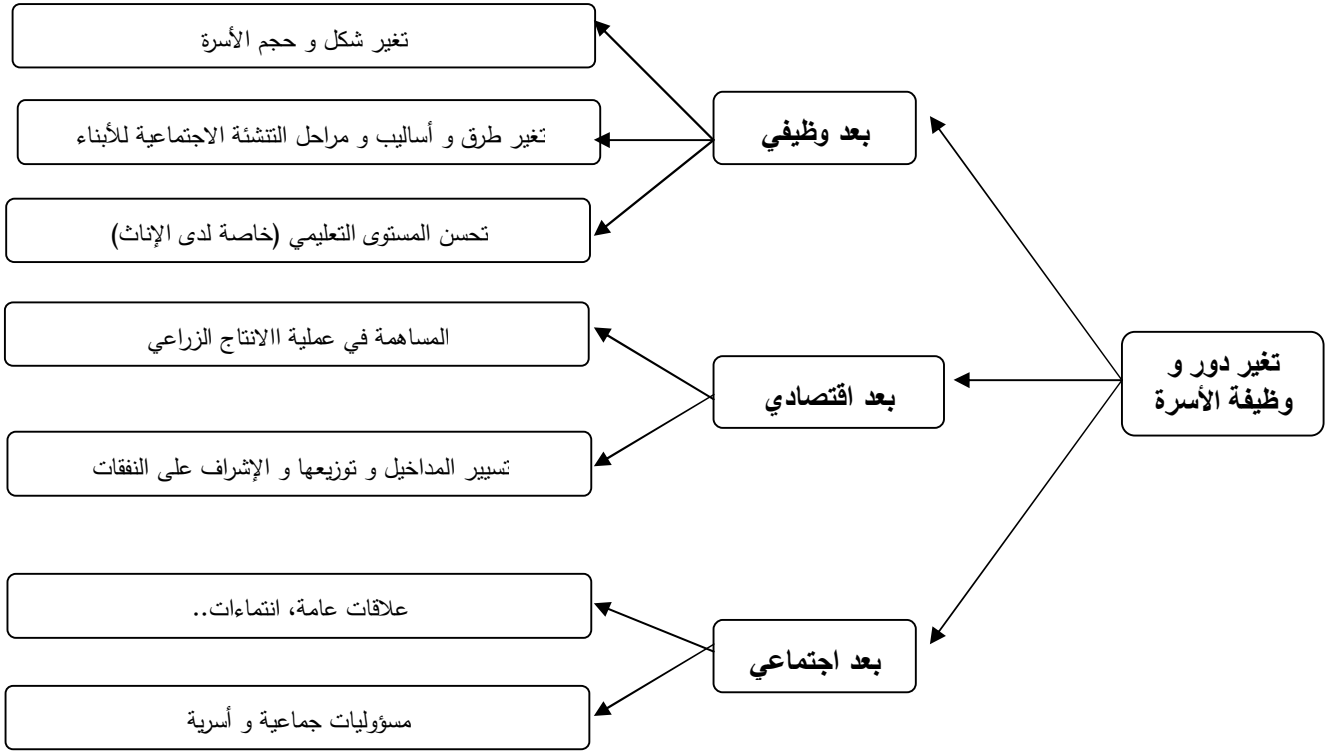 تغير دور و
وظيفة الأسرة
بعد وظيفي
تغير شكل و حجم الأسرة
تغير طرق و أساليب و مراحل التنشئة الاجتماعية للأبناء
تحسن المستوى التعليمي (خاصة لدى الإناث)
بعد اقتصادي
المساهمة في عملية االانتاج الزراعي
تسيير المداخيل و توزيعها و الإشراف على النفقات
بعد اجتماعي
علاقات عامة، انتماءات..
مسؤوليات جماعية و أسرية